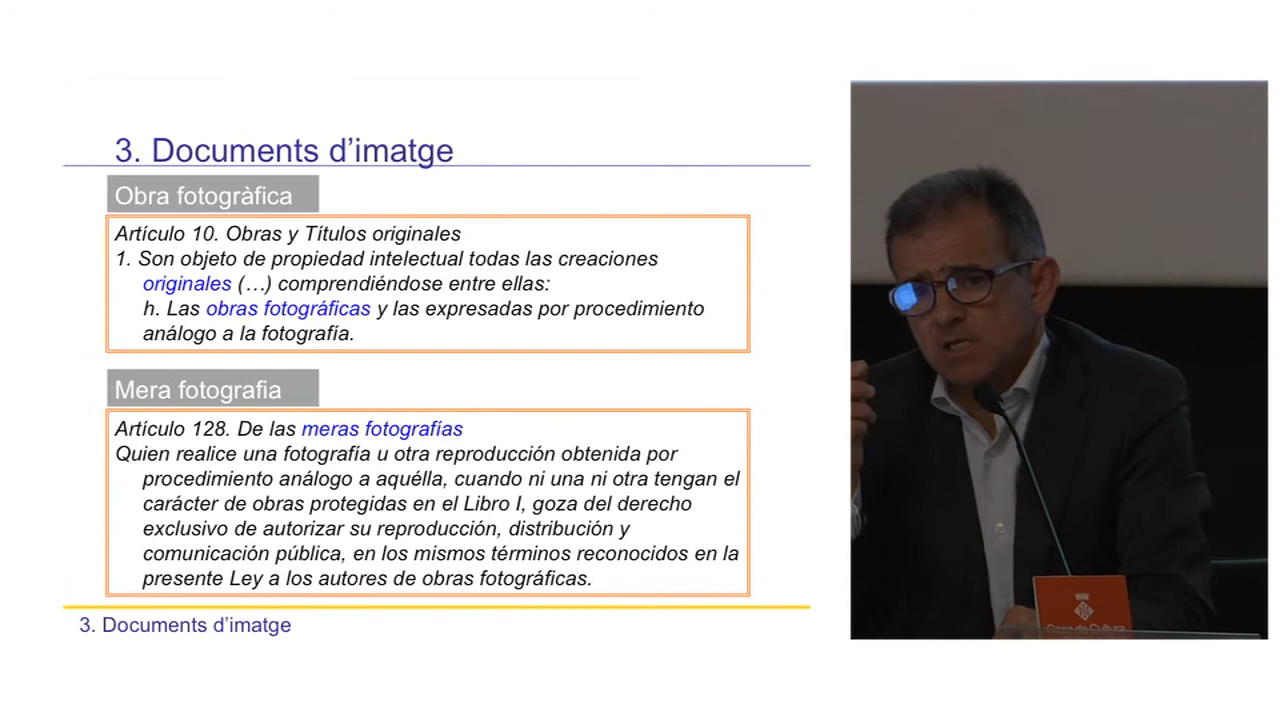 3. Documents d’imatge
Obra fotogràfica
Artículo 10. Obras y Títulos originales
1. Son objeto de propiedad intelectual todas las creaciones
originales (…) comprendiéndose entre ellas:
h. Las obras fotográficas y las expresadas por procedimiento
análogo a la fotografía.
Mera fotografia
Artículo 128. De las meras fotografías
Quien realice una fotografía u otra reproducción obtenida por
procedimiento análogo a aquélla, cuando ni una ni otra tengan el
carácter de obras protegidas en el Libro I, goza del derecho
exclusivo de autorizar su reproducción, distribución y
comunicación pública, en los mismos términos reconocidos en la
presente Ley a los autores de obras fotográficas.
3. Documents d’imatge
Casa de Cultura